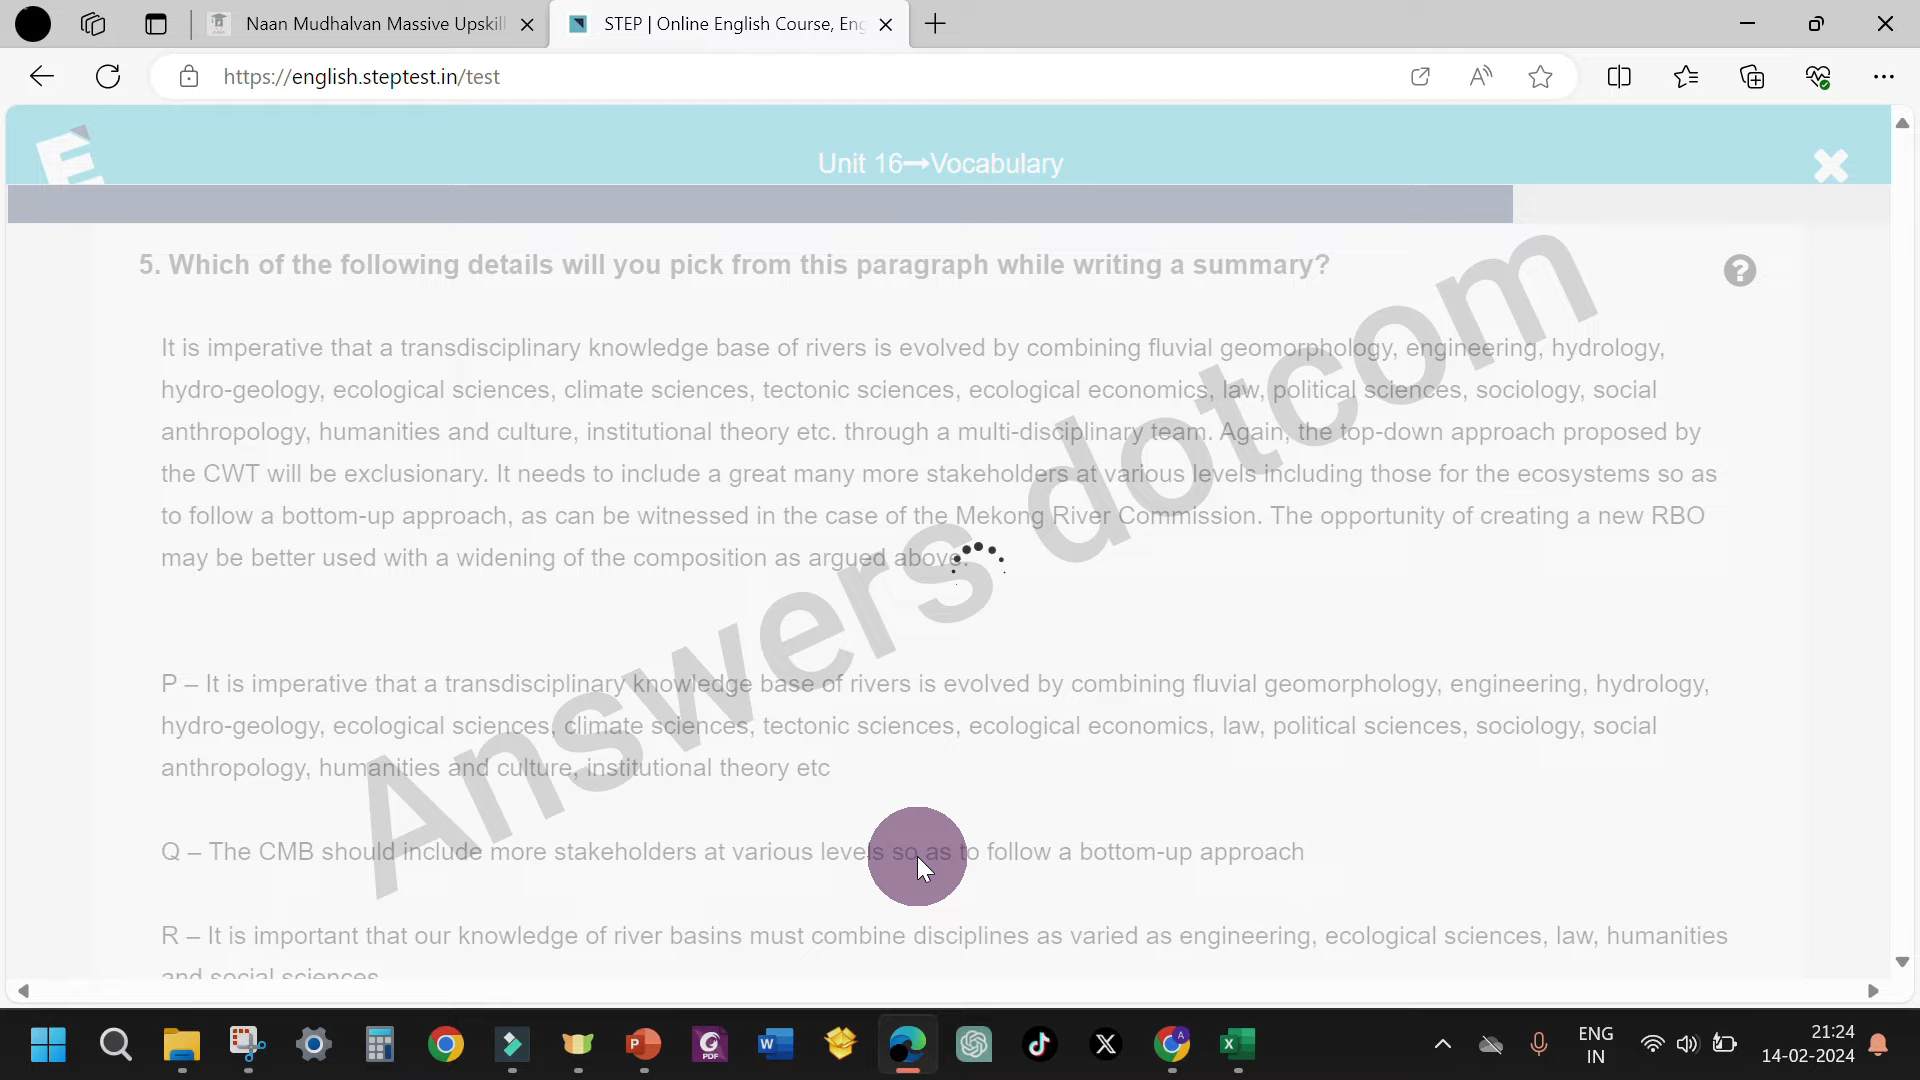 Naan Mudhalvan Massive Upskill
STEP | Online English Course, Eng
https://english.steptest.in/test
Unit 16→Vocabulary
5. Which of the following details will you pick from this paragraph while writing a summary?
It is imperative that a transdisciplinary knowledge base of rivers is evolved by combining fluvial geomorphology, engineering, hydrology,
hydro-geology, ecological sciences, climate sciences, tectonic sciences, ecological economics, law, political sciences, sociology, social
anthropology, humanities and culture, institutional theory etc. through a multi-disciplinary team. Again, the top-down approach proposed by
the CWT will be exclusionary. It needs to include a great many more stakeholders at various levels including those for the ecosystems so as
to follow a bottom-up approach, as can be witnessed in the case of the Mekong River Commission. The opportunity of creating a new RBO
may be better used with a widening of the composition as argued above.
P – It is imperative that a transdisciplinary knowledge base of rivers is evolved by combining fluvial geomorphology, engineering, hydrology,
hydro-geology, ecological sciences, climate sciences, tectonic sciences, ecological economics, law, political sciences, sociology, social
anthropology, humanities and culture, institutional theory etc
Q – The CMB should include more stakeholders at various levels so as to follow a bottom-up approach
R – It is important that our knowledge of river basins must combine disciplines as varied as engineering, ecological sciences, law, humanities
and social sciences
Answers dotcom
ENG
IN
21:24
14-02-2024